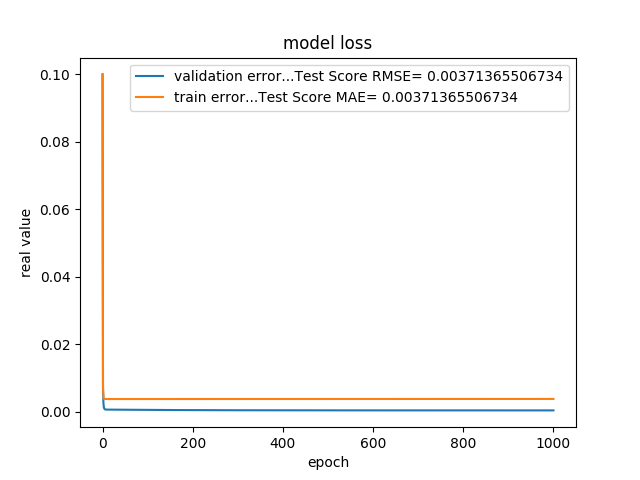 model loss
validation error...Test Score RMSE= 0.00371365506734
train error...Test Score MAE= 0.00371365506734
0.10
0.08
0.06
0.04
0.02
0.00
real value
0 200 400 600 800 1000
epoch